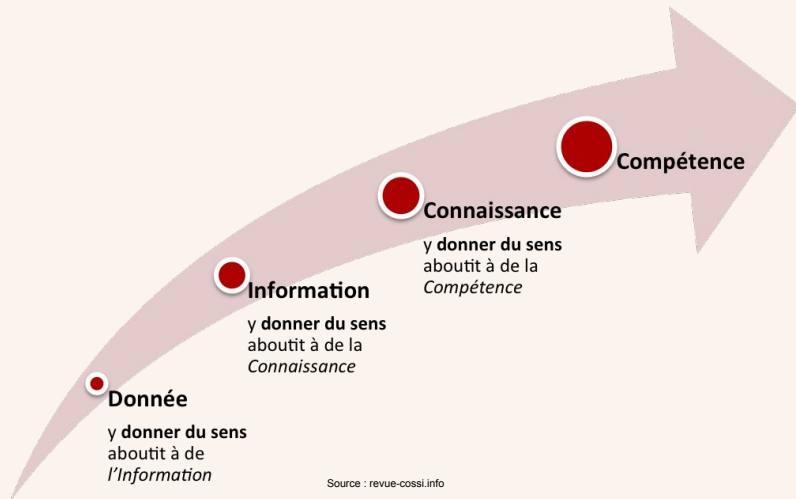 Donnée
y donner du sens
aboutit à de
l’Information
Information
y donner du sens
aboutit à de la
Connaissance
Connaissance
y donner du sens
aboutit à de la
Compétence
Compétence
Source : revue-cossi.info